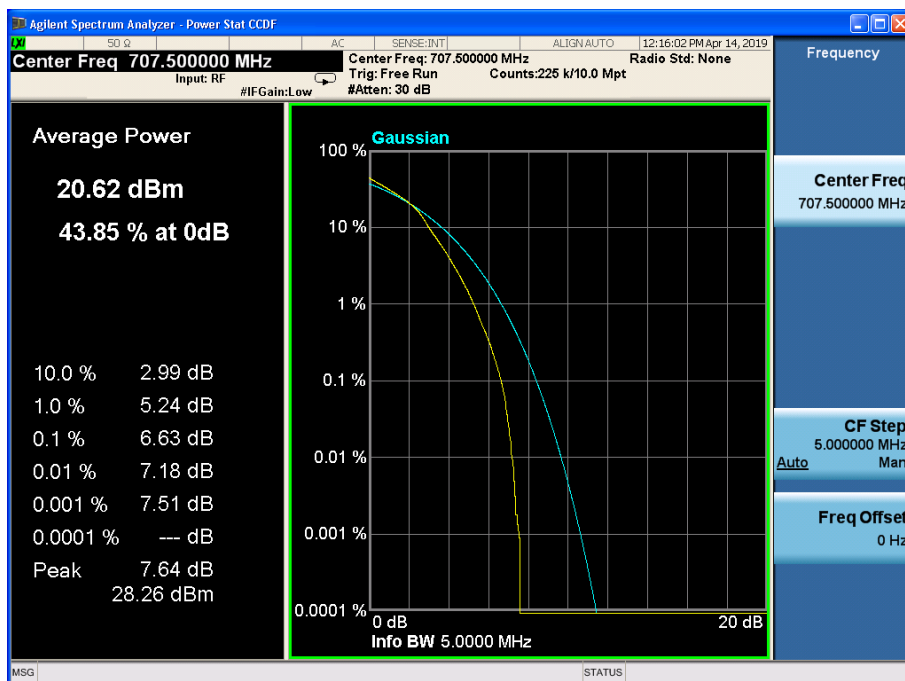 Agilent Spectrum Analyzer - Power Stat CCDF
LXI 50 Ω AC SENSE:INT ALIGN AUTO 12:16:02 PM Apr 14, 2019
Center Freq 707.500000 MHz
Input: RF
#IFGain:Low
Center Freq: 707.500000 MHz
Trig: Free Run Counts:225 k/10.0 Mpt
#Atten: 30 dB
Radio Std: None
Frequency
Average Power
20.62 dBm
43.85 % at 0dB
10.0 % 2.99 dB
1.0 % 5.24 dB
0.1 % 6.63 dB
0.01 % 7.18 dB
0.001 % 7.51 dB
0.0001 % --- dB
Peak 7.64 dB
28.26 dBm
Gaussian
100 %
10 %
1 %
0.1 %
0.01 %
0.001 %
0.0001 %
0 dB 20 dB
Info BW 5.0000 MHz
Center Freq
707.500000 MHz
CF Step
5.000000 MHz
Auto Man
Freq Offset
0 Hz
MSG STATUS